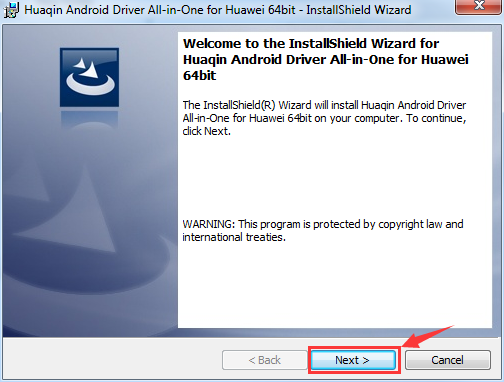 Huaqin Android Driver All-in-One for Huawei 64bit - InstallShield Wizard
Welcome to the InstallShield Wizard for
Huaqin Android Driver All-in-One for Huawei
64bit
The InstallShield(R) Wizard will install Huaqin Android Driver
All-in-One for Huawei 64bit on your computer. To continue,
click Next.
WARNING: This program is protected by copyright law and
international treaties.
< Back
Next >
Cancel